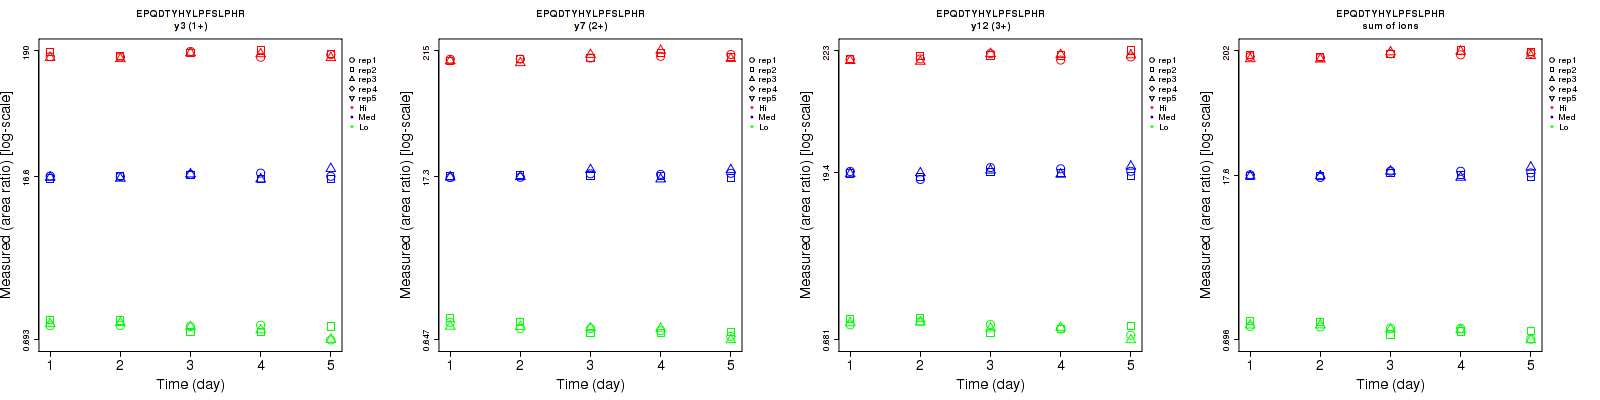 EPQDTYHYLPFSLPHR
y3 (1+)
Measured (area ratio) [log-scale]
190
16.6
0.693
1 2 3 4 5
Time (day)
rep1
rep2
rep3
rep4
rep5
Hi
Med
Lo
EPQDTYHYLPFSLPHR
y7 (2+)
Measured (area ratio) [log-scale]
215
17.3
0.647
1 2 3 4 5
Time (day)
rep1
rep2
rep3
rep4
rep5
Hi
Med
Lo
EPQDTYHYLPFSLPHR
y12 (3+)
Measured (area ratio) [log-scale]
223
19.4
0.681
1 2 3 4 5
Time (day)
rep1
rep2
rep3
rep4
rep5
Hi
Med
Lo
EPQDTYHYLPFSLPHR
sum of ions
Measured (area ratio) [log-scale]
202
17.8
0.696
1 2 3 4 5
Time (day)
rep1
rep2
rep3
rep4
rep5
Hi
Med
Lo